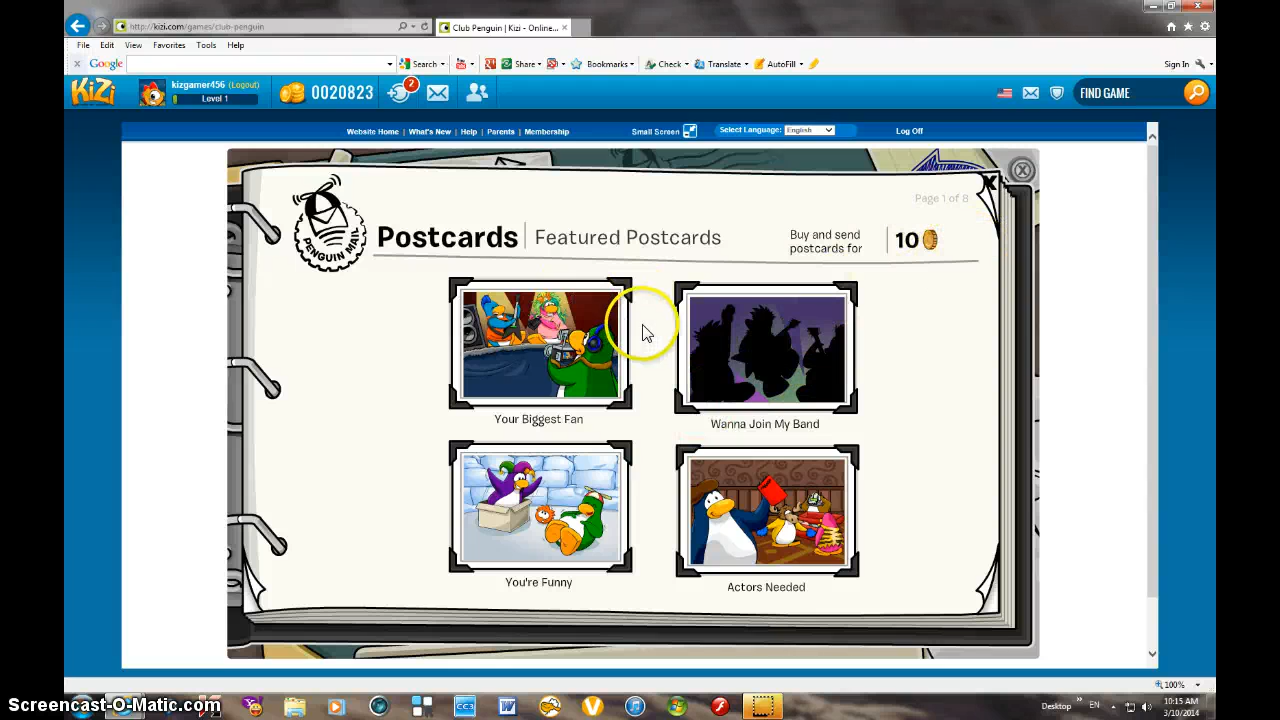 http://kizi.com/games/club-penguin
Club Penguin | Kizi - Online...
File Edit View Favorites Tools Help
Google Search Share Bookmarks Check Translate AutoFill Sign In
KiZi kizgamer456 (Logout) Level 1 0020823 2 FIND GAME
Website Home | What's New | Help | Parents | Membership Small Screen Select Language: English Log Off
Page 1 of 8
PENGUIN MAIL
Postcards Featured Postcards
Buy and send
postcards for
10
Your Biggest Fan
Wanna Join My Band
You're Funny
Actors Needed
100%
Screencast-O-Matic.com
CC3
Desktop EN 10:15 AM
3/10/2014